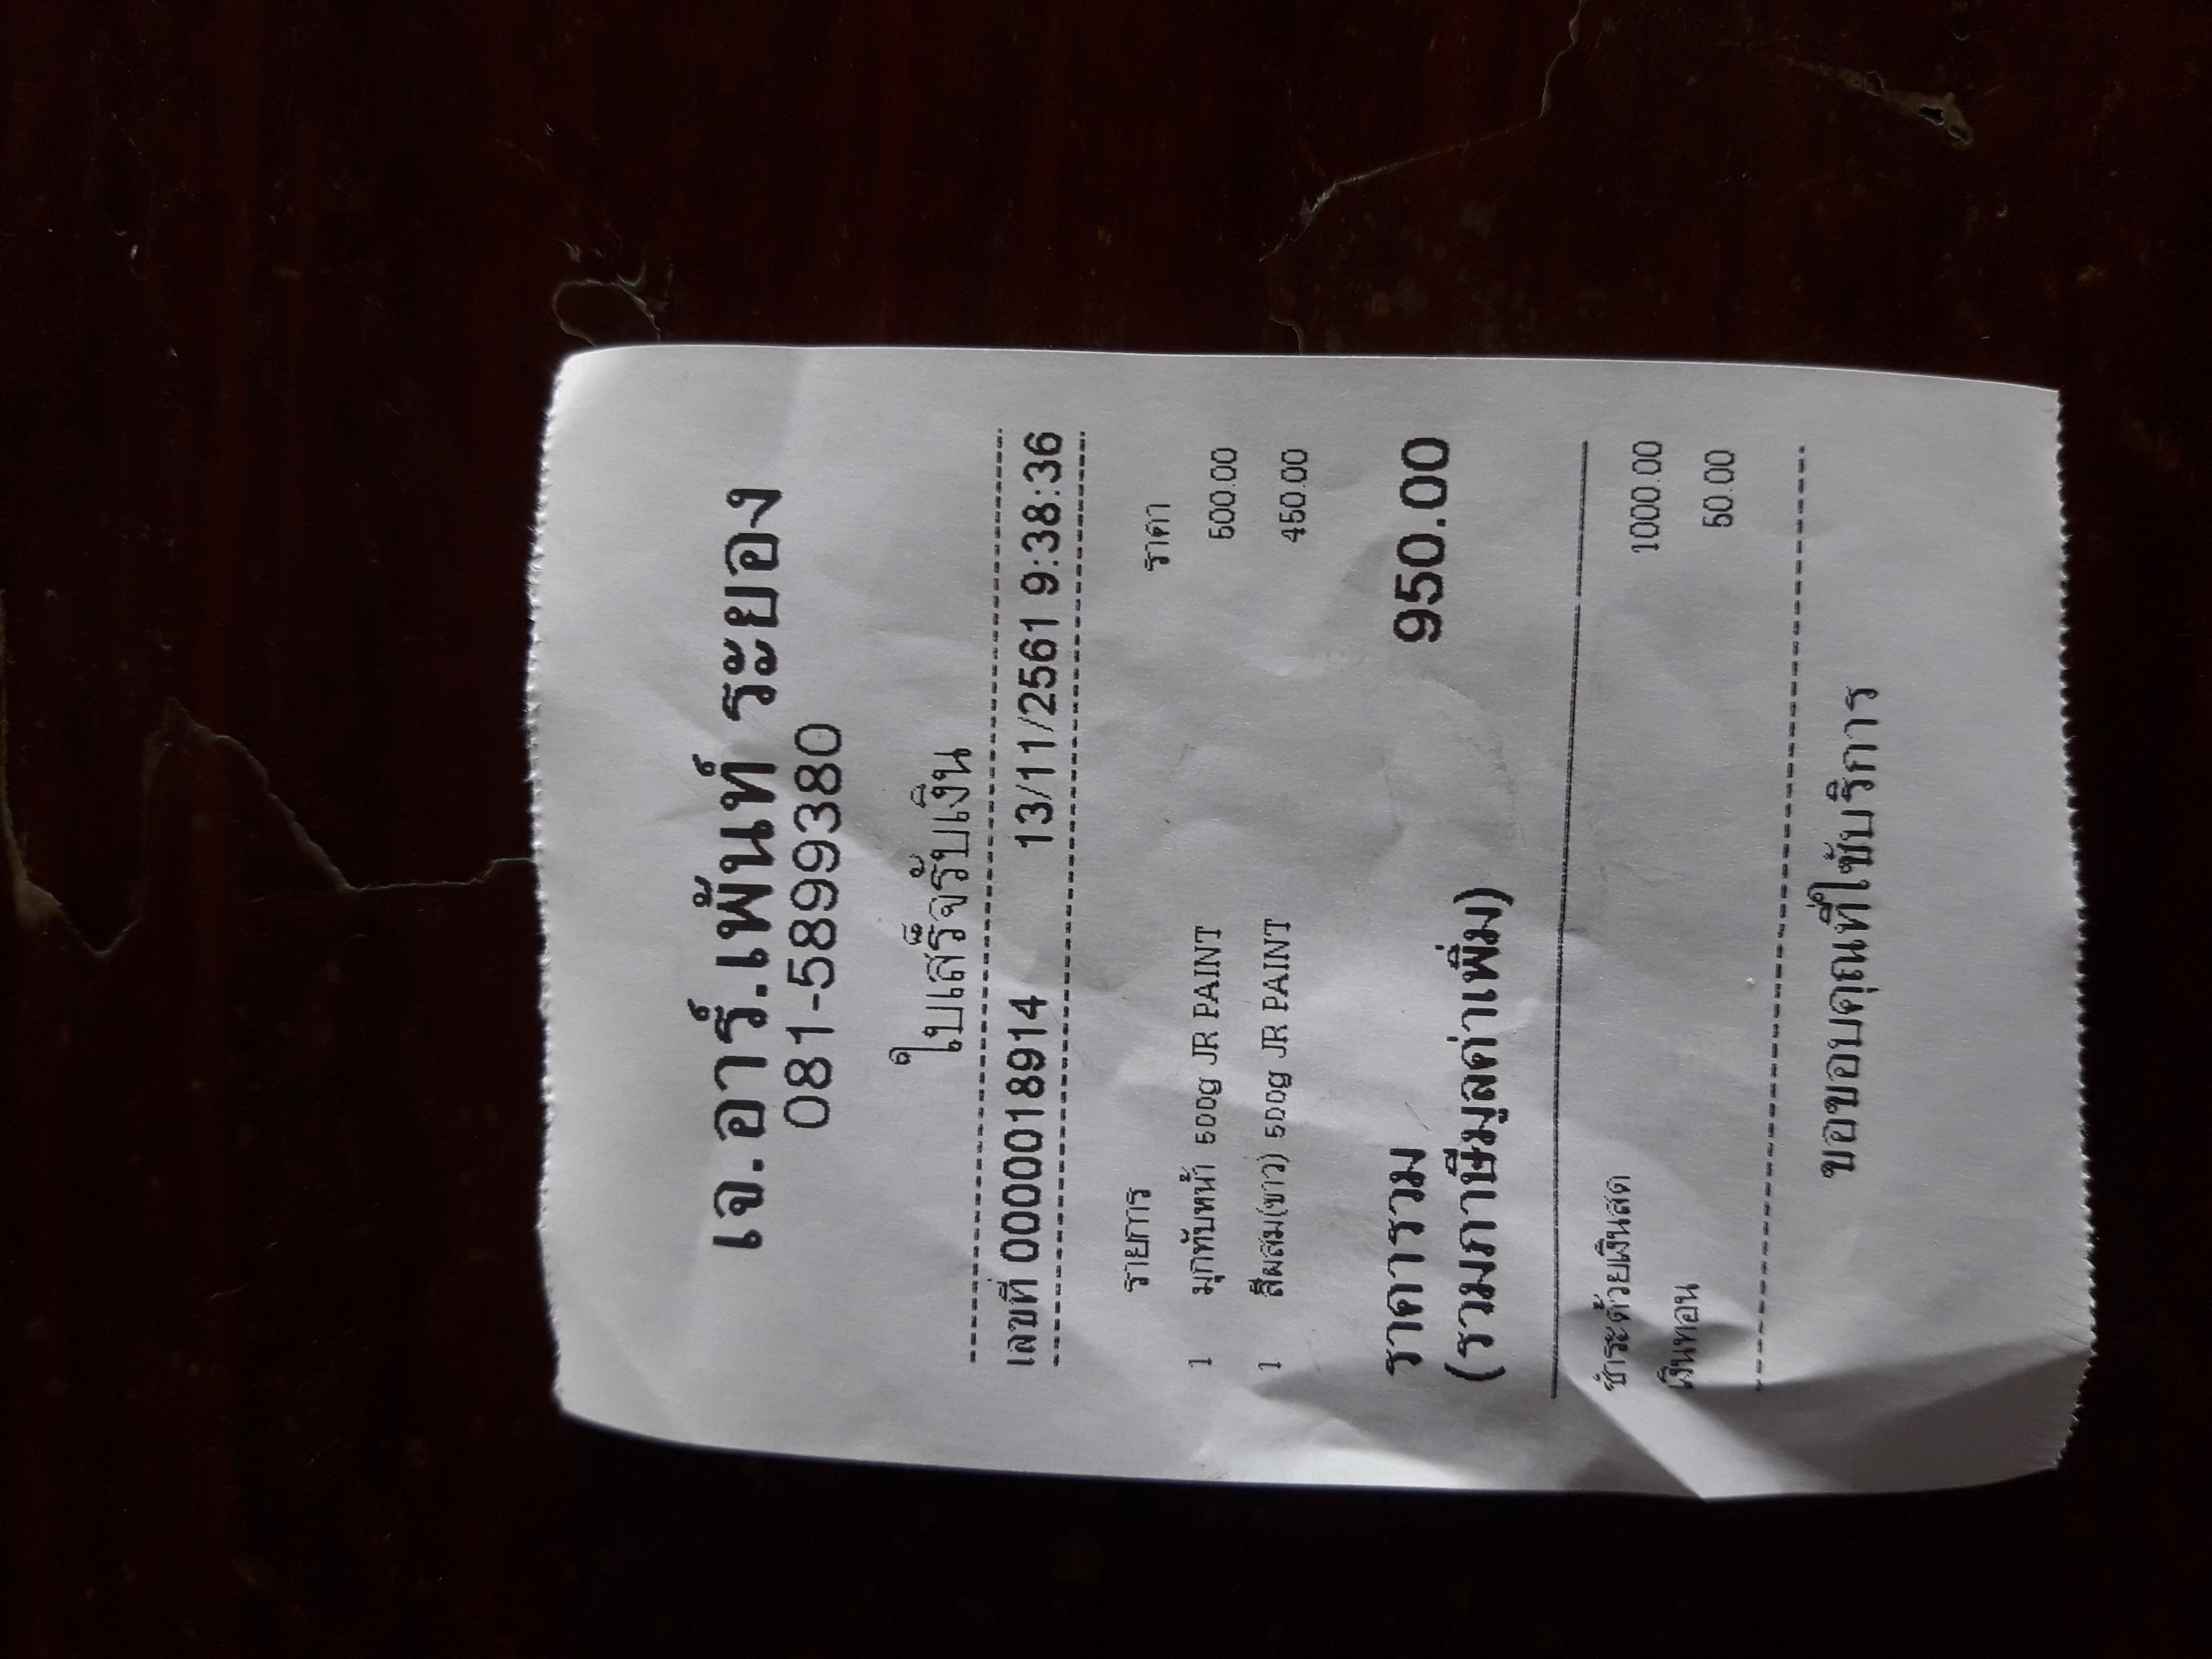 เจ.อาร์.เพ้นท์ ระยอง
081-5899380
ใบเสร็จรับเงิน
เลขที่ 0000018914 13/11/2561 9:38:36
รายการ ราคา
1 มุกทับหน้า 500g JR PAINT 500.00
1 สีผสม(ขาว) 500g JR PAINT 450.00
ราคารวม 950.00
(รวมภาษีมูลค่าเพิ่ม)
ชำระด้วยเงินสด 1000.00
เงินทอน 50.00
ขอขอบคุณที่ใช้บริการ